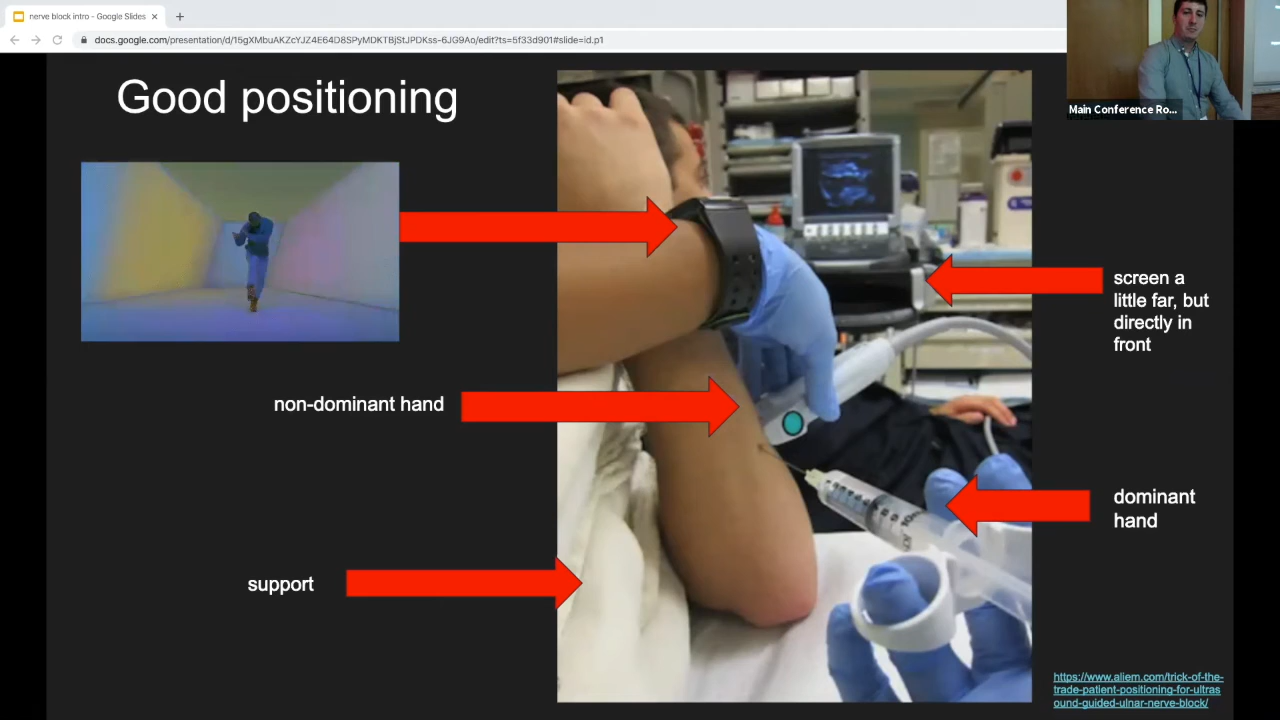 nerve block intro - Google Slides
docs.google.com/presentation/d/15gXMbuAKZcYJZ4E64D8SPyMDKTBjStJPDKss-6JG9Ao/edit?ts=5f33d901#slide=id.p1
Main Conference Ro...
Good positioning
screen a
little far, but
directly in
front
non-dominant hand
dominant
hand
support
https://www.aliem.com/trick-of-the-
trade-patient-positioning-for-ultras
ound-guided-ulnar-nerve-block/